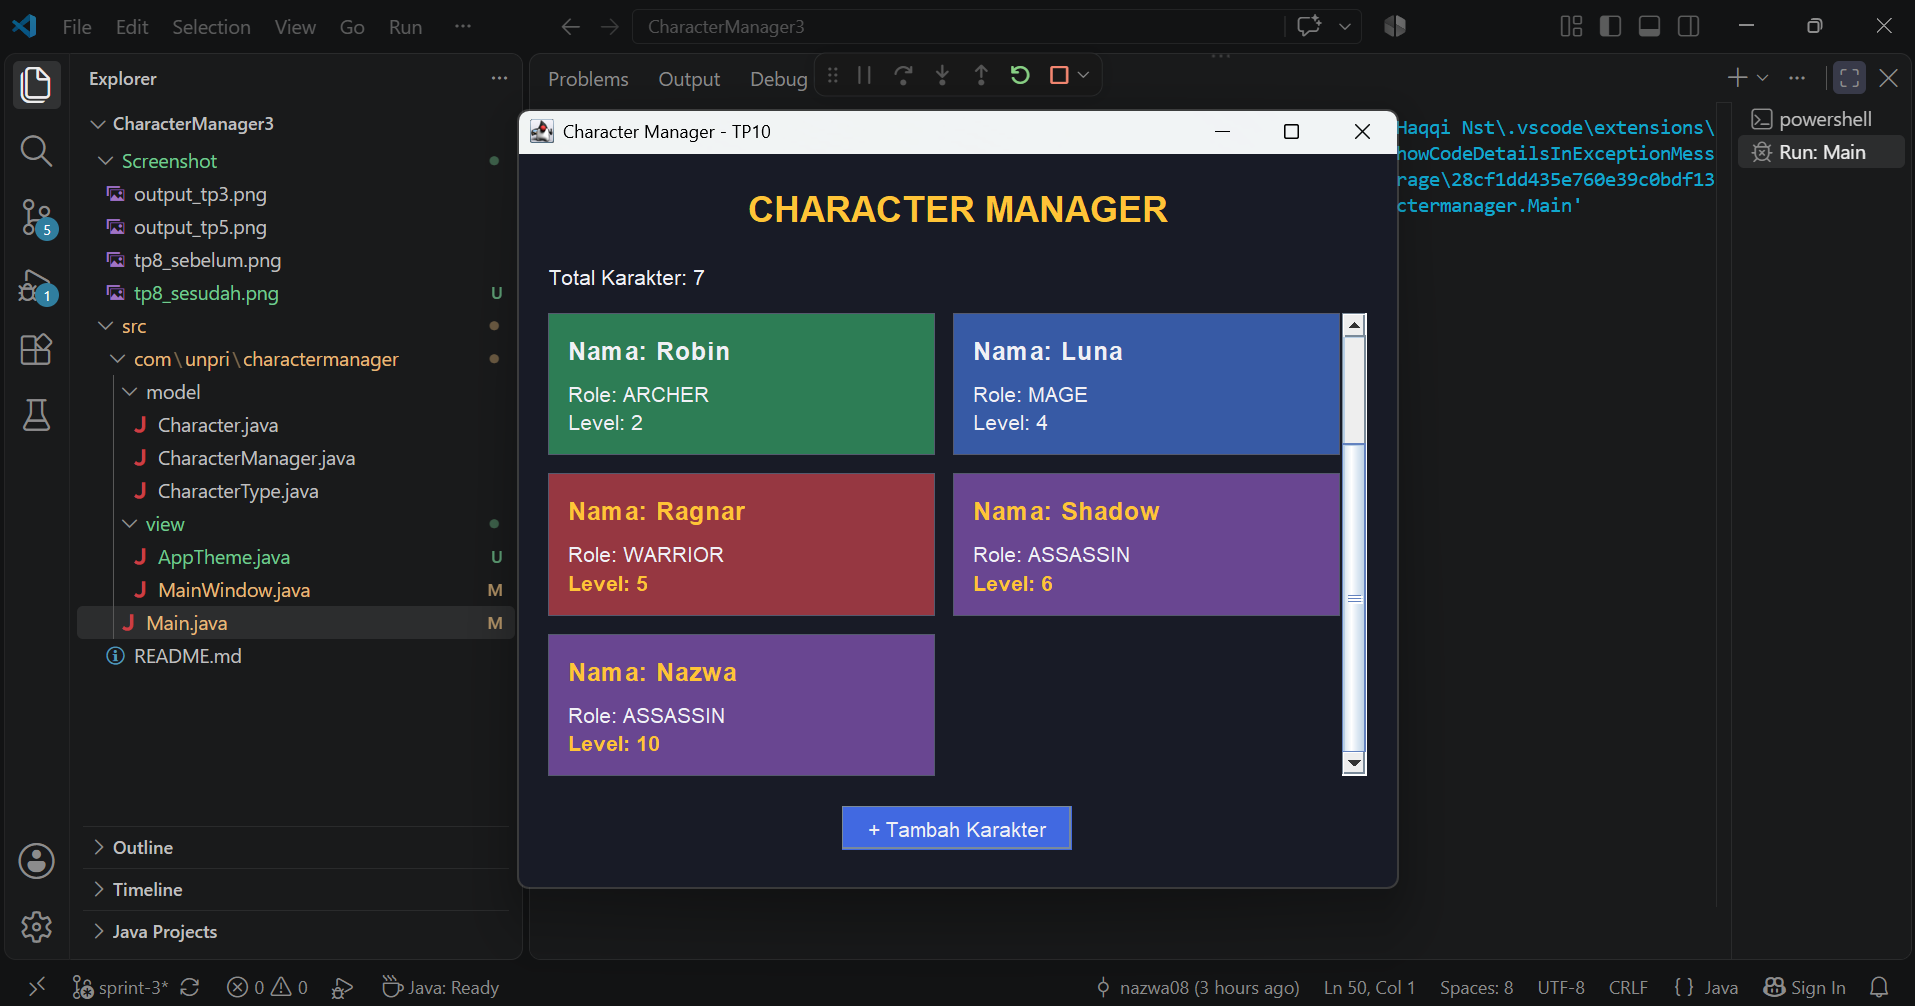 File Edit Selection View Go Run ···
CharacterManager3
Explorer
CharacterManager3
Screenshot
output_tp3.png
output_tp5.png
tp8_sebelum.png
tp8_sesudah.png U
src
com\unpri\charactermanager
model
Character.java
CharacterManager.java
CharacterType.java
view
AppTheme.java U
MainWindow.java M
Main.java M
README.md
Outline
Timeline
Java Projects
5
1
Problems Output Debug
Haqqi Nst\.vscode\extensions\
howCodeDetailsInExceptionMess
rage\28cf1dd435e760e39c0bdf13
ctermanager.Main'
powershell
Run: Main
Character Manager - TP10
CHARACTER MANAGER
Total Karakter: 7
Nama: Robin
Role: ARCHER
Level: 2
Nama: Luna
Role: MAGE
Level: 4
Nama: Ragnar
Role: WARRIOR
Level: 5
Nama: Shadow
Role: ASSASSIN
Level: 6
Nama: Nazwa
Role: ASSASSIN
Level: 10
+ Tambah Karakter
sprint-3* 0 0 Java: Ready nazwa08 (3 hours ago) Ln 50, Col 1 Spaces: 8 UTF-8 CRLF { } Java Sign In